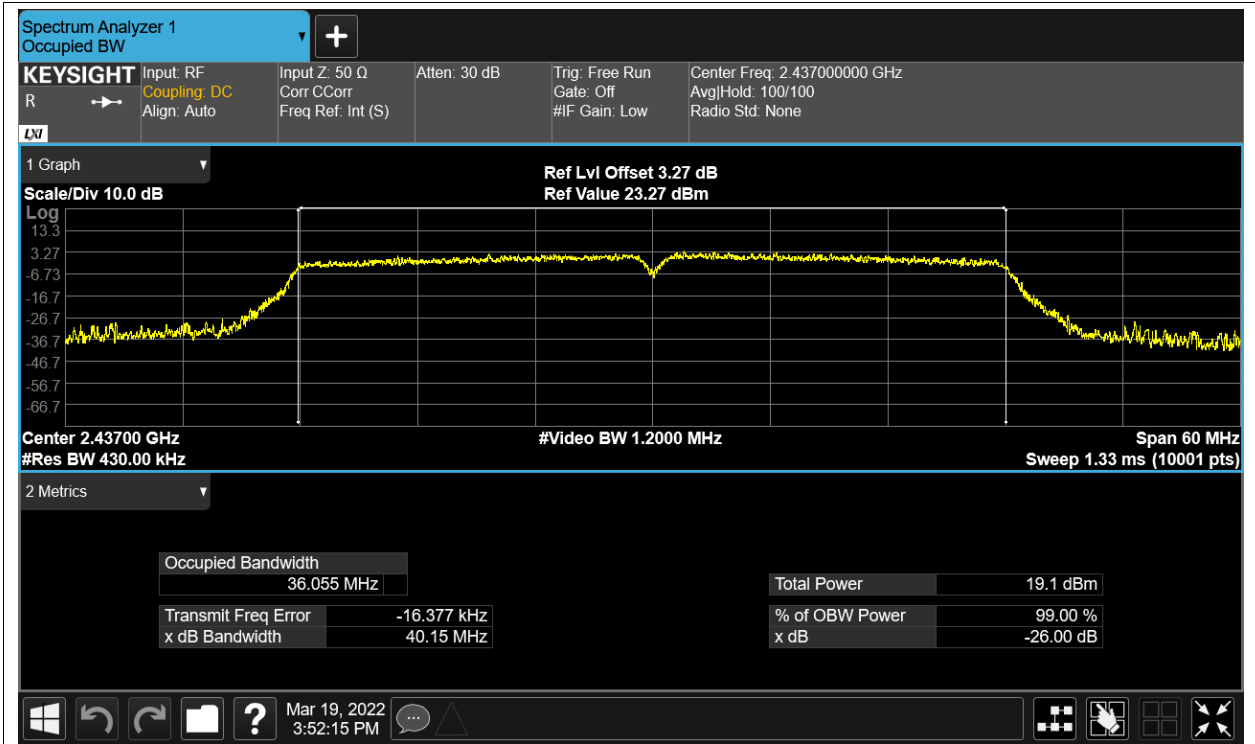 Spectrum Analyzer 1
Occupied BW
▼
+
KEYSIGHT
R
LXI
Input: RF
Coupling: DC
Align: Auto
Input Z: 50 Ω
Corr CCorr
Freq Ref: Int (S)
Atten: 30 dB
Trig: Free Run
Gate: Off
#IF Gain: Low
Center Freq: 2.437000000 GHz
Avg|Hold: 100/100
Radio Std: None
1 Graph ▼
Scale/Div 10.0 dB
Ref Lvl Offset 3.27 dB
Ref Value 23.27 dBm
Log
13.3
3.27
-6.73
-16.7
-26.7
-36.7
-46.7
-56.7
-66.7
Center 2.43700 GHz
#Res BW 430.00 kHz
#Video BW 1.2000 MHz
Span 60 MHz
Sweep 1.33 ms (10001 pts)
2 Metrics ▼
Occupied Bandwidth
36.055 MHz
Transmit Freq Error -16.377 kHz
x dB Bandwidth 40.15 MHz
Total Power 19.1 dBm
% of OBW Power 99.00 %
x dB -26.00 dB
?
Mar 19, 2022
3:52:15 PM